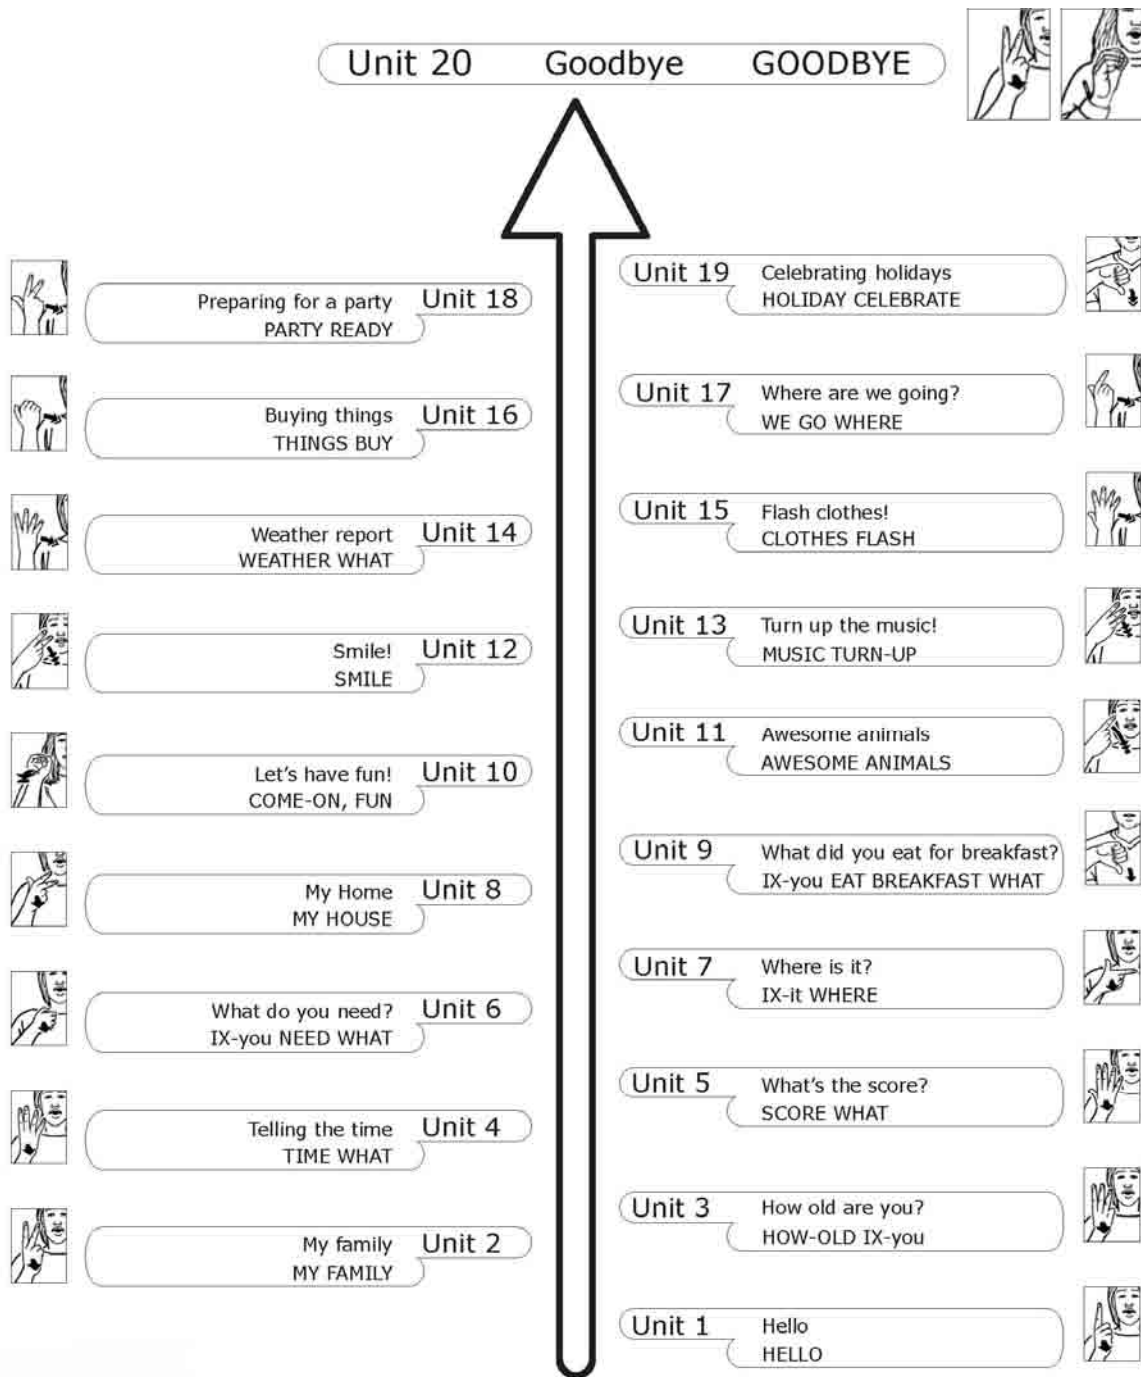 Unit 20 Goodbye GOODBYE
Unit 19 Celebrating holidays
HOLIDAY CELEBRATE
Preparing for a party Unit 18
PARTY READY
Unit 17 Where are we going?
WE GO WHERE
Buying things Unit 16
THINGS BUY
Unit 15 Flash clothes!
CLOTHES FLASH
Weather report Unit 14
WEATHER WHAT
Unit 13 Turn up the music!
MUSIC TURN-UP
Smile! Unit 12
SMILE
Unit 11 Awesome animals
AWESOME ANIMALS
Let's have fun! Unit 10
COME-ON, FUN
Unit 9 What did you eat for breakfast?
IX-you EAT BREAKFAST WHAT
My Home Unit 8
MY HOUSE
Unit 7 Where is it?
IX-it WHERE
What do you need? Unit 6
IX-you NEED WHAT
Unit 5 What's the score?
SCORE WHAT
Telling the time Unit 4
TIME WHAT
Unit 3 How old are you?
HOW-OLD IX-you
My family Unit 2
MY FAMILY
Unit 1 Hello
HELLO